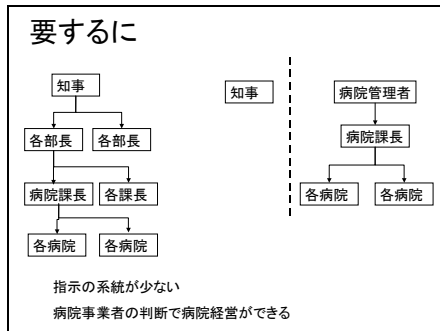 要するに
知事
各部長 各部長
病院課長 各課長
各病院 各病院
知事
病院管理者
病院課長
各病院 各病院
指示の系統が少ない
病院事業者の判断で病院経営ができる